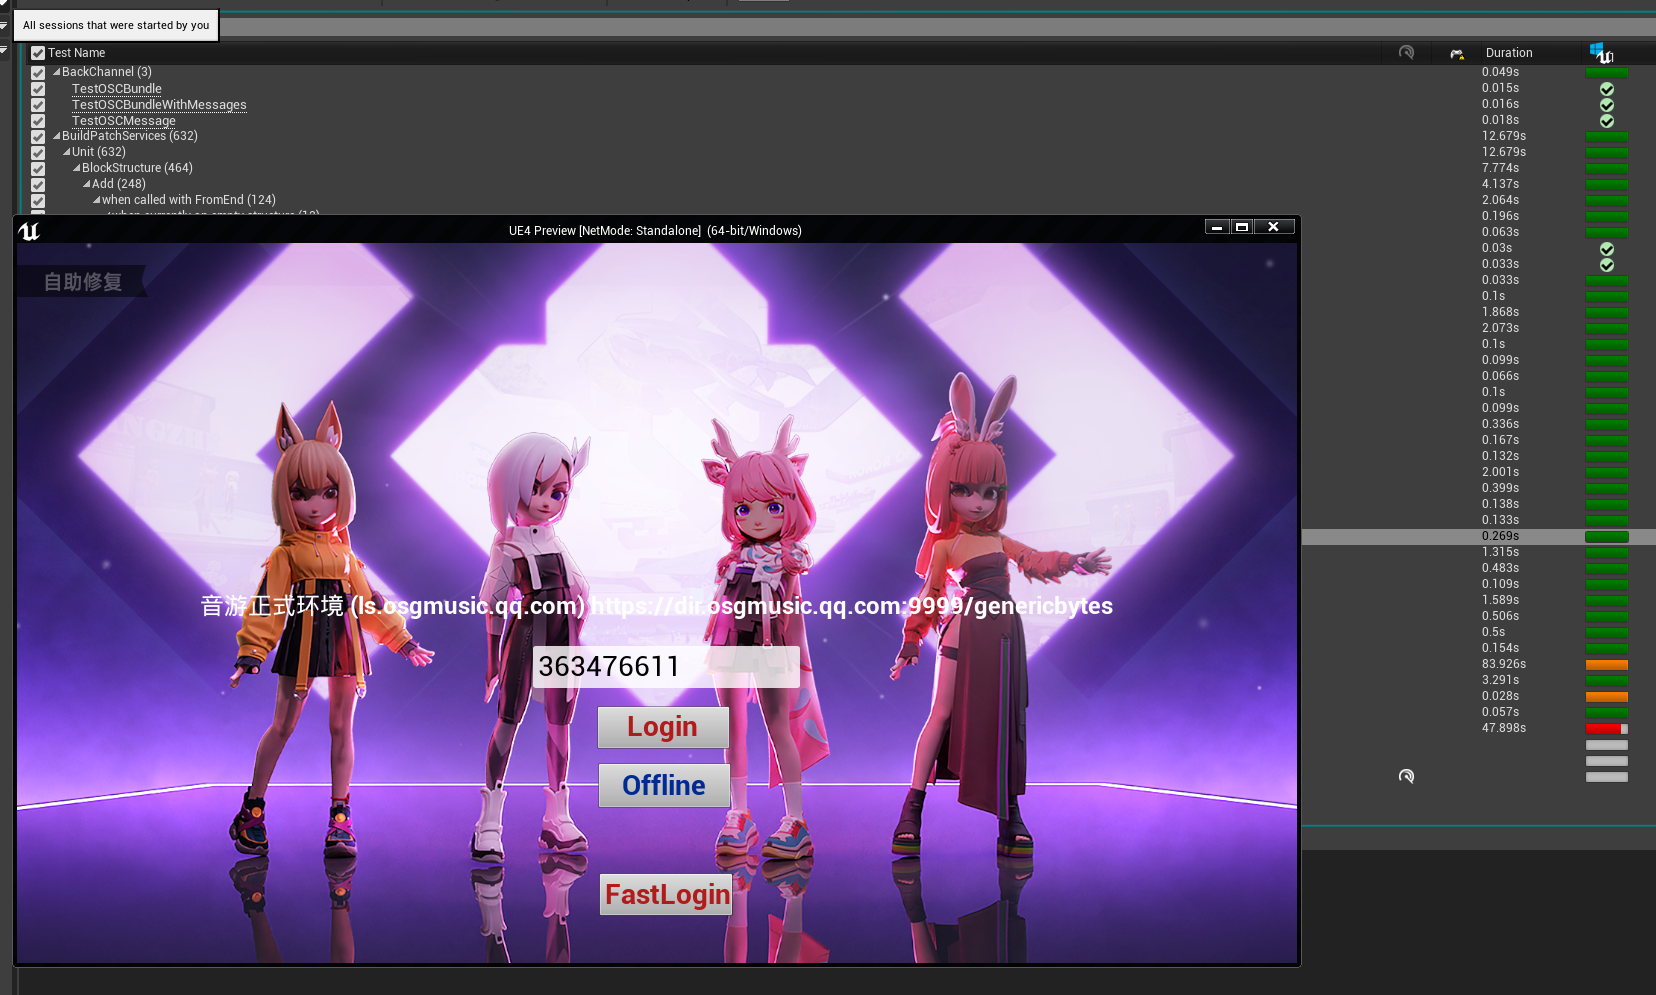 All sessions that were started by you
Test Name
Duration
BackChannel (3)
0.049s
TestOSCBundle
0.015s
TestOSCBundleWithMessages
0.016s
TestOSCMessage
0.018s
BuildPatchServices (632)
12.679s
Unit (632)
12.679s
BlockStructure (464)
7.774s
Add (248)
4.137s
when called with FromEnd (124)
2.064s
0.196s
UE4 Preview [NetMode: Standalone] (64-bit/Windows)
0.063s
0.03s
0.033s
自助修复
0.033s
0.1s
1.868s
2.073s
0.1s
0.099s
0.066s
0.1s
0.099s
0.336s
0.167s
0.132s
2.001s
0.399s
0.138s
0.133s
0.269s
1.315s
0.483s
0.109s
1.589s
音游正式环境 (ls.osgmusic.qq.com) https://dir.osgmusic.qq.com:9999/genericbytes
0.506s
0.5s
0.154s
363476611
83.926s
3.291s
0.028s
0.057s
Login
47.898s
Offline
FastLogin